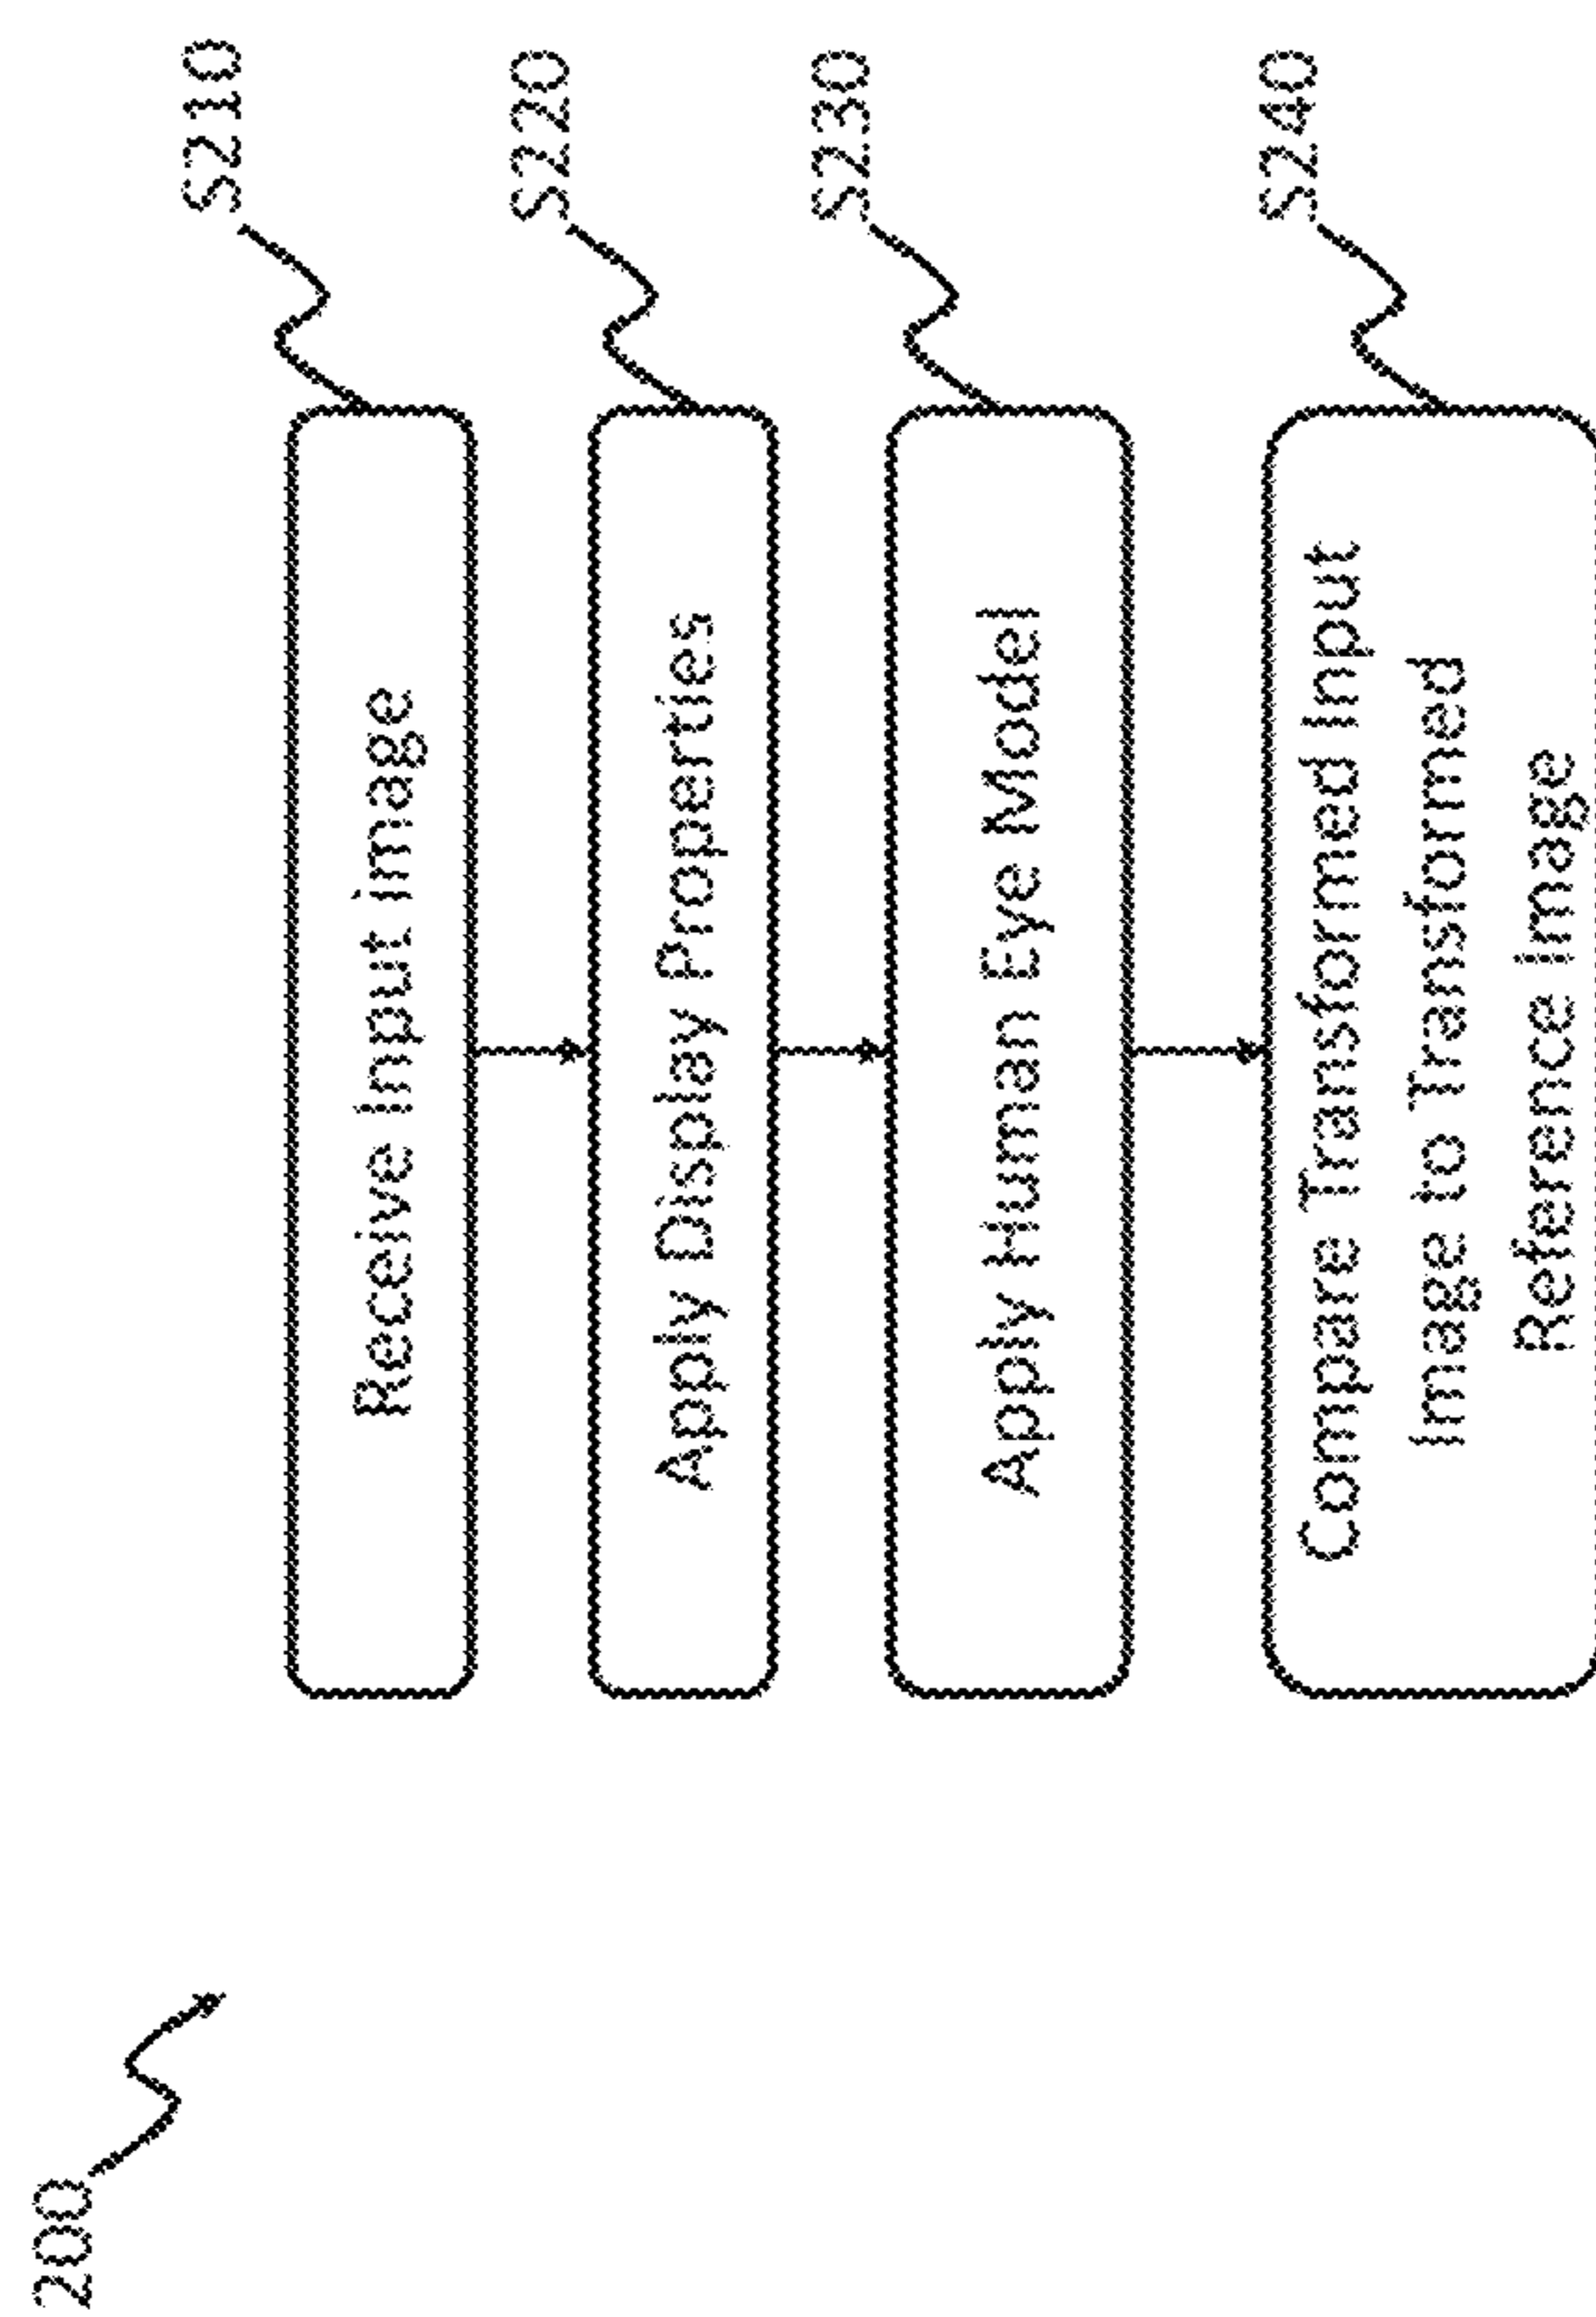 200
S210
Receive Input image
S220
Apply Display Properties
S230
Apply Human Eye Model
S240
Compare Transformed Input
Image to Transformed
Reference Image